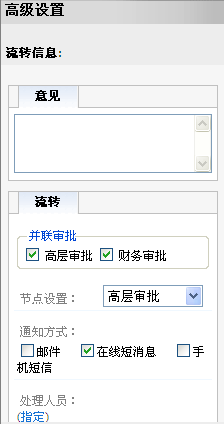 高级设置
流转信息:
意见
流转
并联审批
高层审批 财务审批
节点设置: 高层审批
通知方式:
邮件 在线短消息 手
机短信
处理人员:
(指定)